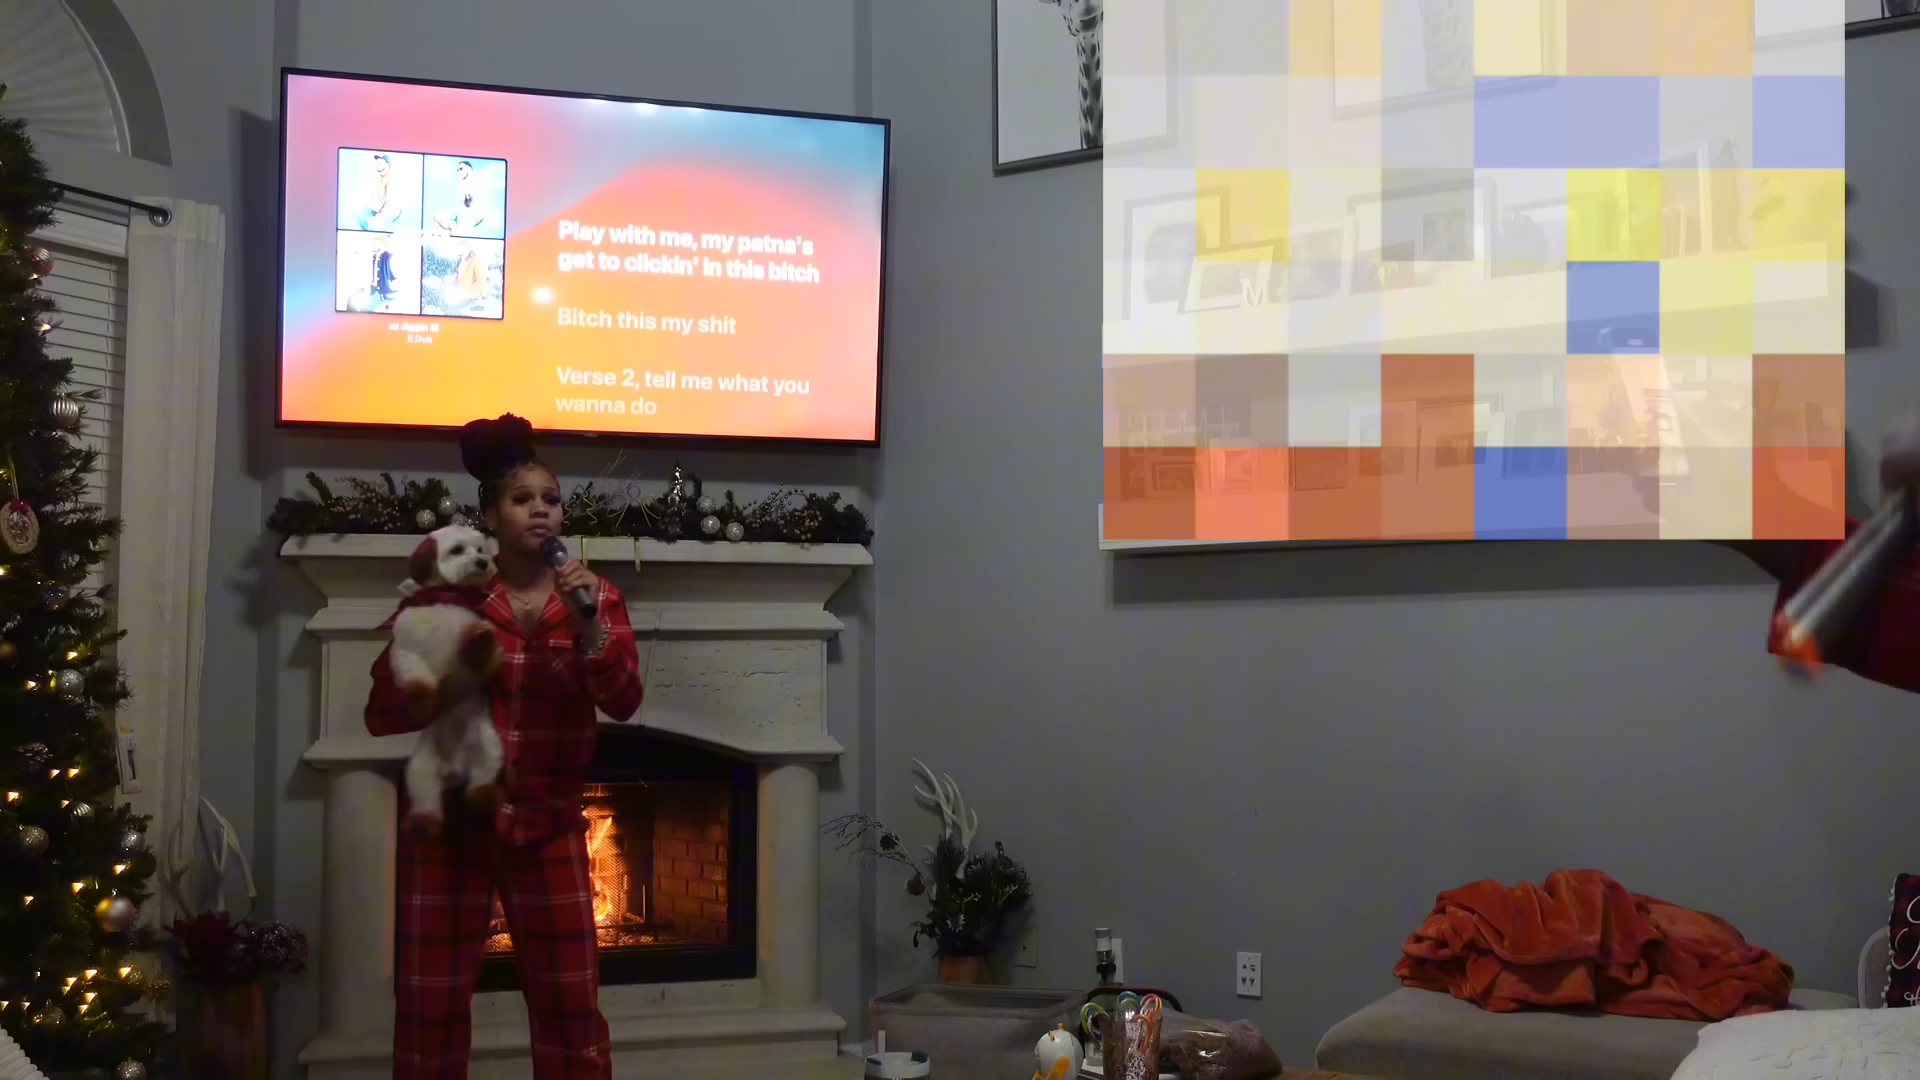 Play with me, my patna's
get to clickin' in this bitch
Bitch this my shit
Verse 2, tell me what you
wanna do
E Dub
M